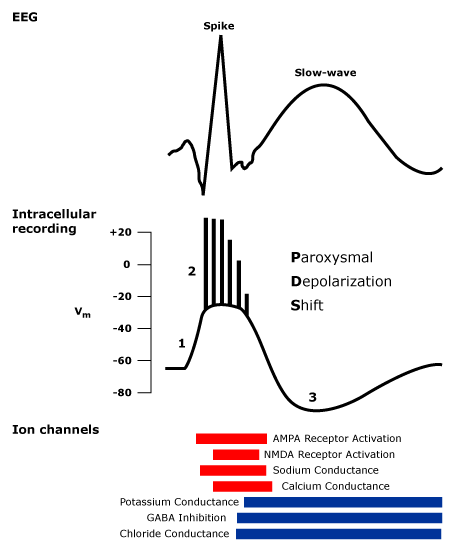 EEG
Spike
Slow-wave
Intracellular
recording
+20
0
-20
-40
-60
-80
Vm
1
2
3
Paroxysmal
Depolarization
Shift
Ion channels
AMPA Receptor Activation
NMDA Receptor Activation
Sodium Conductance
Calcium Conductance
Potassium Conductance
GABA Inhibition
Chloride Conductance